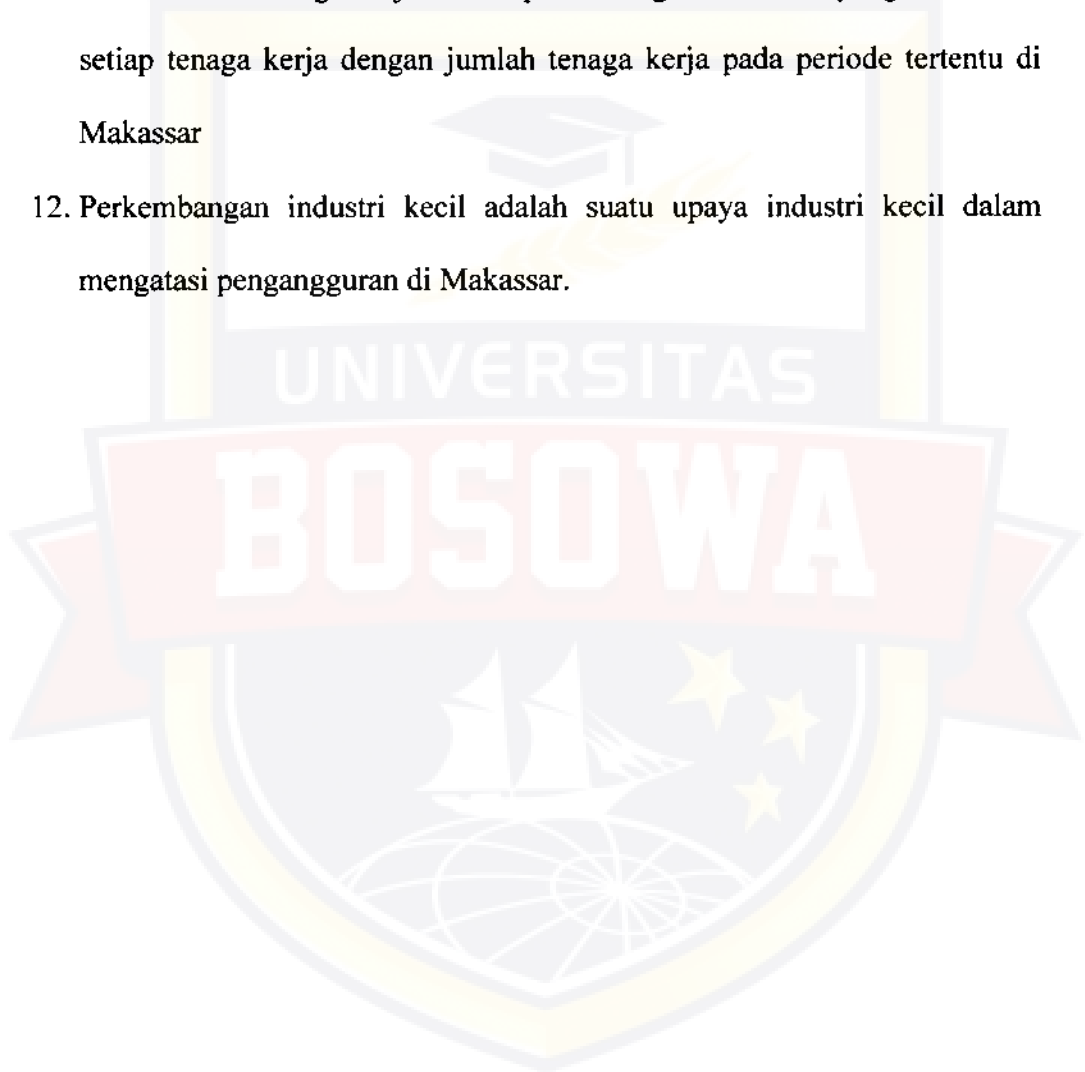 setiap tenaga kerja dengan jumlah tenaga kerja pada periode tertentu di
Makassar
12. Perkembangan industri kecil adalah suatu upaya industri kecil dalam
mengatasi pengangguran di Makassar.
UNIVERSITAS
BOSOWA